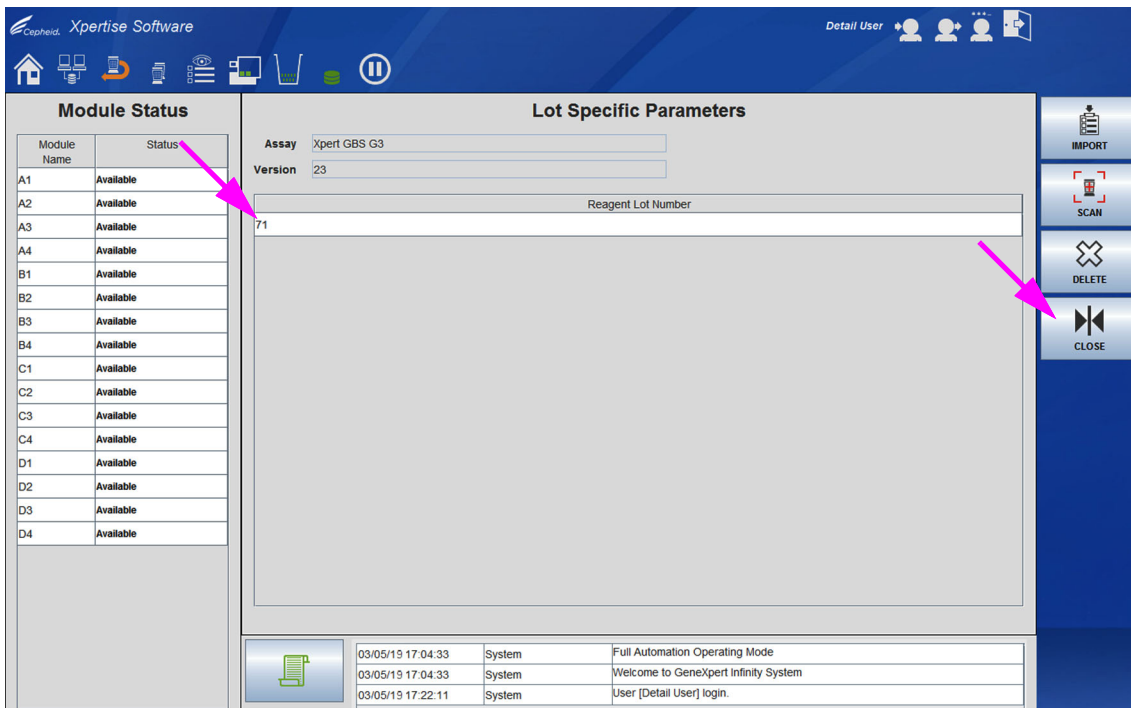 Cepheid. Xpertise Software
Detail User
Module Status
Module Name Status
A1 Available
A2 Available
A3 Available
A4 Available
B1 Available
B2 Available
B3 Available
B4 Available
C1 Available
C2 Available
C3 Available
C4 Available
D1 Available
D2 Available
D3 Available
D4 Available
Lot Specific Parameters
Assay Xpert GBS G3
Version 23
Reagent Lot Number
71
IMPORT
SCAN
DELETE
CLOSE
03/05/19 17:04:33 System Full Automation Operating Mode
03/05/19 17:04:33 System Welcome to GeneXpert Infinity System
03/05/19 17:22:11 System User [Detail User] login.